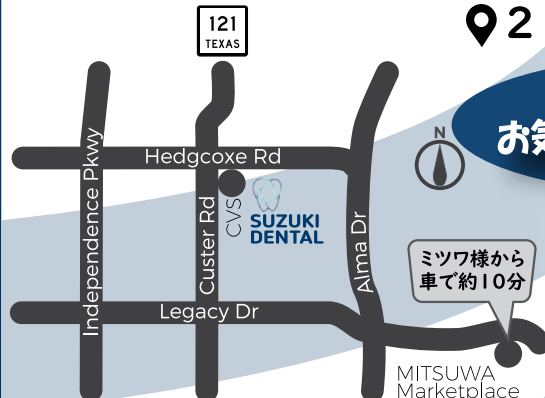 121
TEXAS
2
N
お気
Hedgcoxe Rd
Independence Pkwy
Custer Rd
CVS
SUZUKI
DENTAL
Alma Dr
ミツワ様から
車で約10分
Legacy Dr
MITSUWA
Marketplace